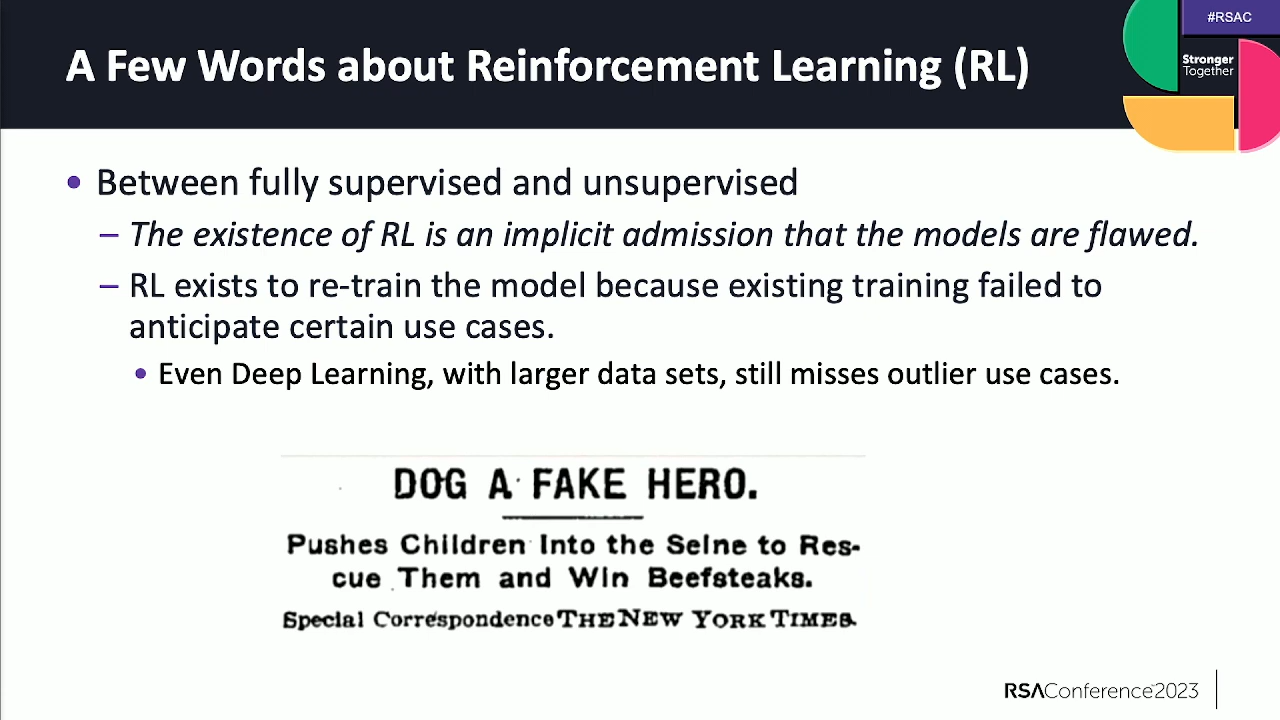 #RSAC
A Few Words about Reinforcement Learning (RL)
Stronger
Together
• Between fully supervised and unsupervised
– The existence of RL is an implicit admission that the models are flawed.
– RL exists to re-train the model because existing training failed to
anticipate certain use cases.
• Even Deep Learning, with larger data sets, still misses outlier use cases.
DOG A FAKE HERO.
Pushes Children Into the Seine to Res-
cue Them and Win Beefsteaks.
Special Correspondence THE NEW YORK TIMES.
RSAConference™2023